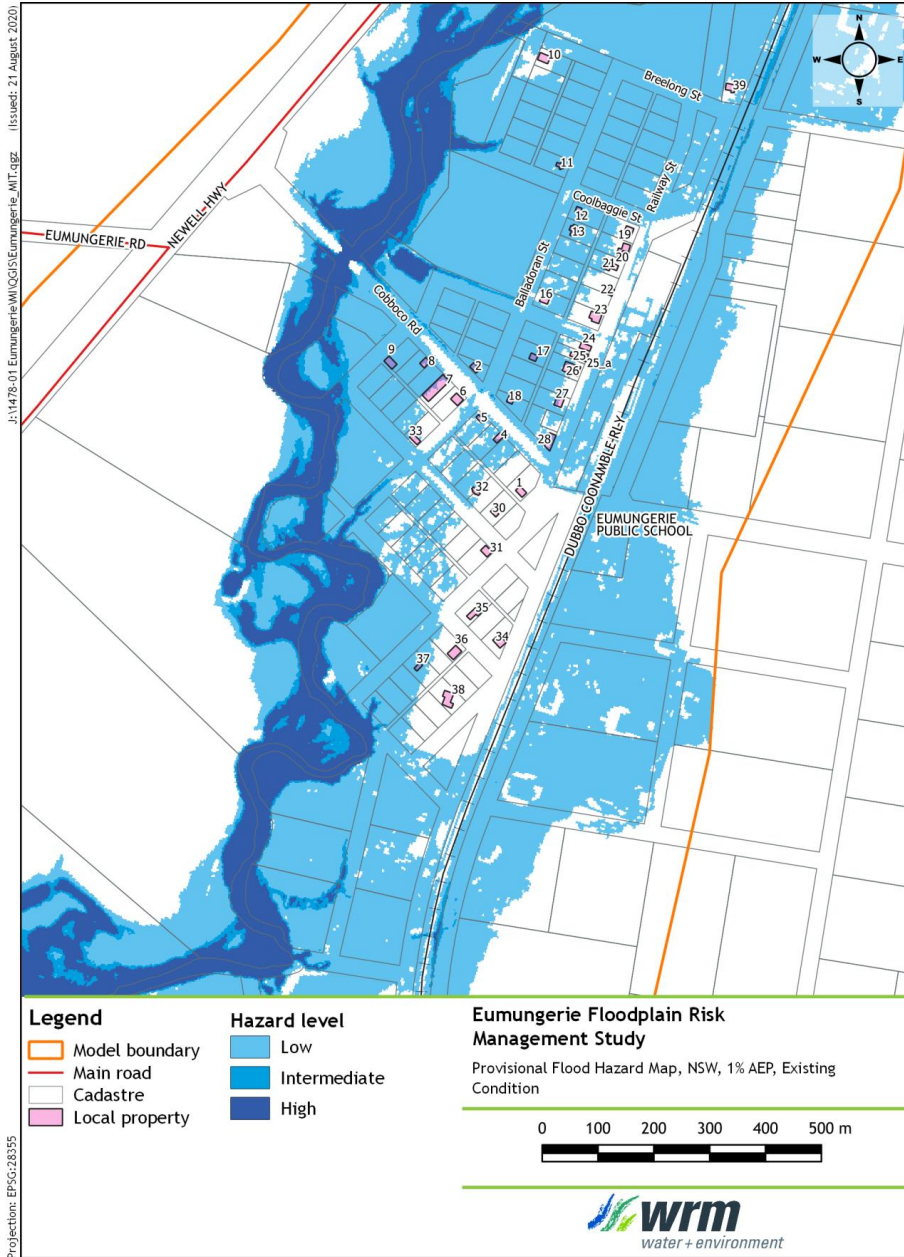 J:\1478-01 EumungerieWI\QGIS\Eumungerie_MIT.qgz (Issued: 21 August 2020)
Projection: EPSG:28355
N
W
E
S
10
39
Breelong St
11
Railway St
Coolbaggie St
12
13
19
20
21
NEWELL HWY
EUMUNGERIE RD
Balladoran St
22
16
23
Cobboco Rd
24
25
25_a
17
26
9
8
2
7
6
18
27
5
4
28
33
32
1
30
DUBBO COONAMBLE RLY
EUMUNGERIE
PUBLIC SCHOOL
31
35
34
36
37
38
Legend
Model boundary
Main road
Cadastre
Local property
Hazard level
Low
Intermediate
High
Eumungerie Floodplain Risk
Management Study
Provisional Flood Hazard Map, NSW, 1% AEP, Existing
Condition
0 100 200 300 400 500 m
wrm
water + environment